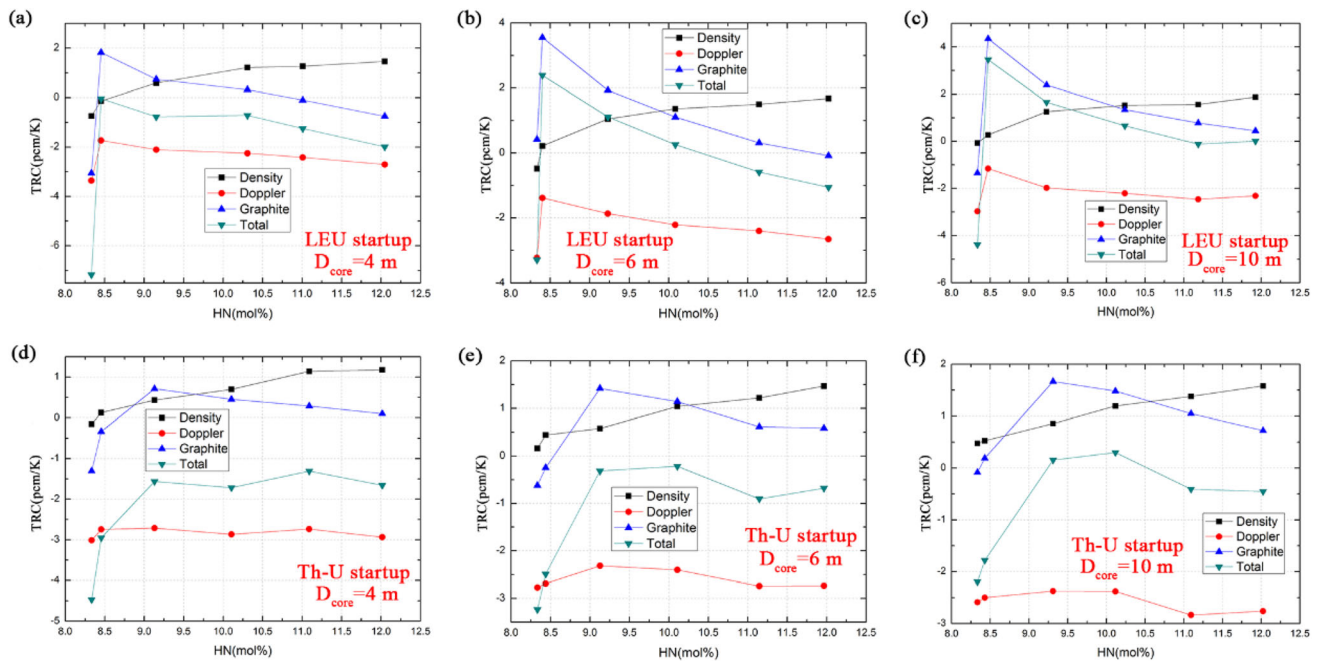 (a)
TRC(pcm/K)
2
0
-2
-4
-6
Density
Doppler
Graphite
Total
LEU startup
D_core=4 m
8.0 8.5 9.0 9.5 10.0 10.5 11.0 11.5 12.0 12.5
HN(mol%)
(b)
TRC(pcm/K)
4
2
0
-2
-4
Density
Doppler
Graphite
Total
LEU startup
D_core=6 m
8.0 8.5 9.0 9.5 10.0 10.5 11.0 11.5 12.0 12.5
HN(mol%)
(c)
TRC(pcm/K)
4
2
0
-2
-4
-6
Density
Doppler
Graphite
Total
LEU startup
D_core=10 m
8.0 8.5 9.0 9.5 10.0 10.5 11.0 11.5 12.0 12.5
HN(mol%)
(d)
TRC(pcm/K)
1
0
-1
-2
-3
-4
-5
Density
Doppler
Graphite
Total
Th-U startup
D_core=4 m
8.0 8.5 9.0 9.5 10.0 10.5 11.0 11.5 12.0 12.5
HN(mol%)
(e)
TRC(pcm/K)
2
1
0
-1
-2
-3
Density
Doppler
Graphite
Total
Th-U startup
D_core=6 m
8.0 8.5 9.0 9.5 10.0 10.5 11.0 11.5 12.0 12.5
HN(mol%)
(f)
TRC(pcm/K)
2
1
0
-1
-2
-3
Density
Doppler
Graphite
Total
Th-U startup
D_core=10 m
8.0 8.5 9.0 9.5 10.0 10.5 11.0 11.5 12.0 12.5
HN(mol%)